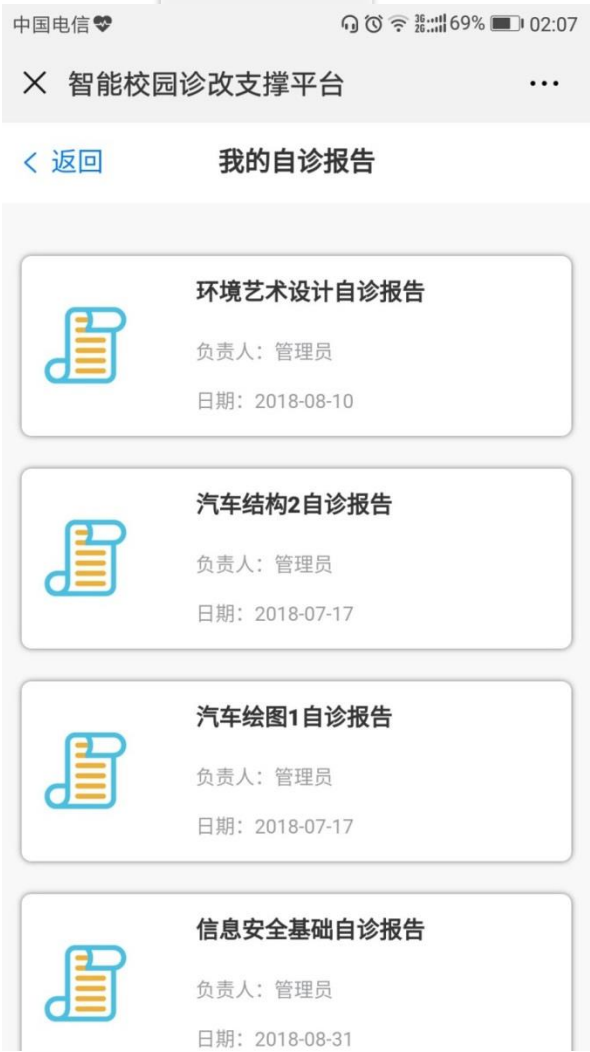 中国电信 69% 02:07
智能校园诊改支撑平台
返回 我的自诊报告
环境艺术设计自诊报告
负责人：管理员
日期：2018-08-10
汽车结构2自诊报告
负责人：管理员
日期：2018-07-17
汽车绘图1自诊报告
负责人：管理员
日期：2018-07-17
信息安全基础自诊报告
负责人：管理员
日期：2018-08-31